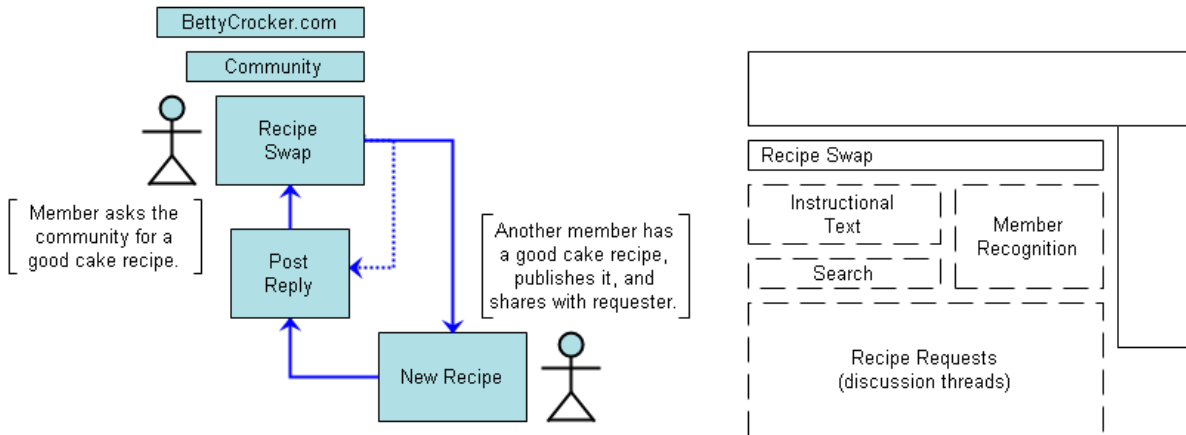 BettyCrocker.com
Community
Recipe
Swap
Member asks the
community for a
good cake recipe.
Post
Reply
Another member has
a good cake recipe,
publishes it, and
shares with requester.
New Recipe
Recipe Swap
Instructional
Text
Member
Recognition
Search
Recipe Requests
(discussion threads)